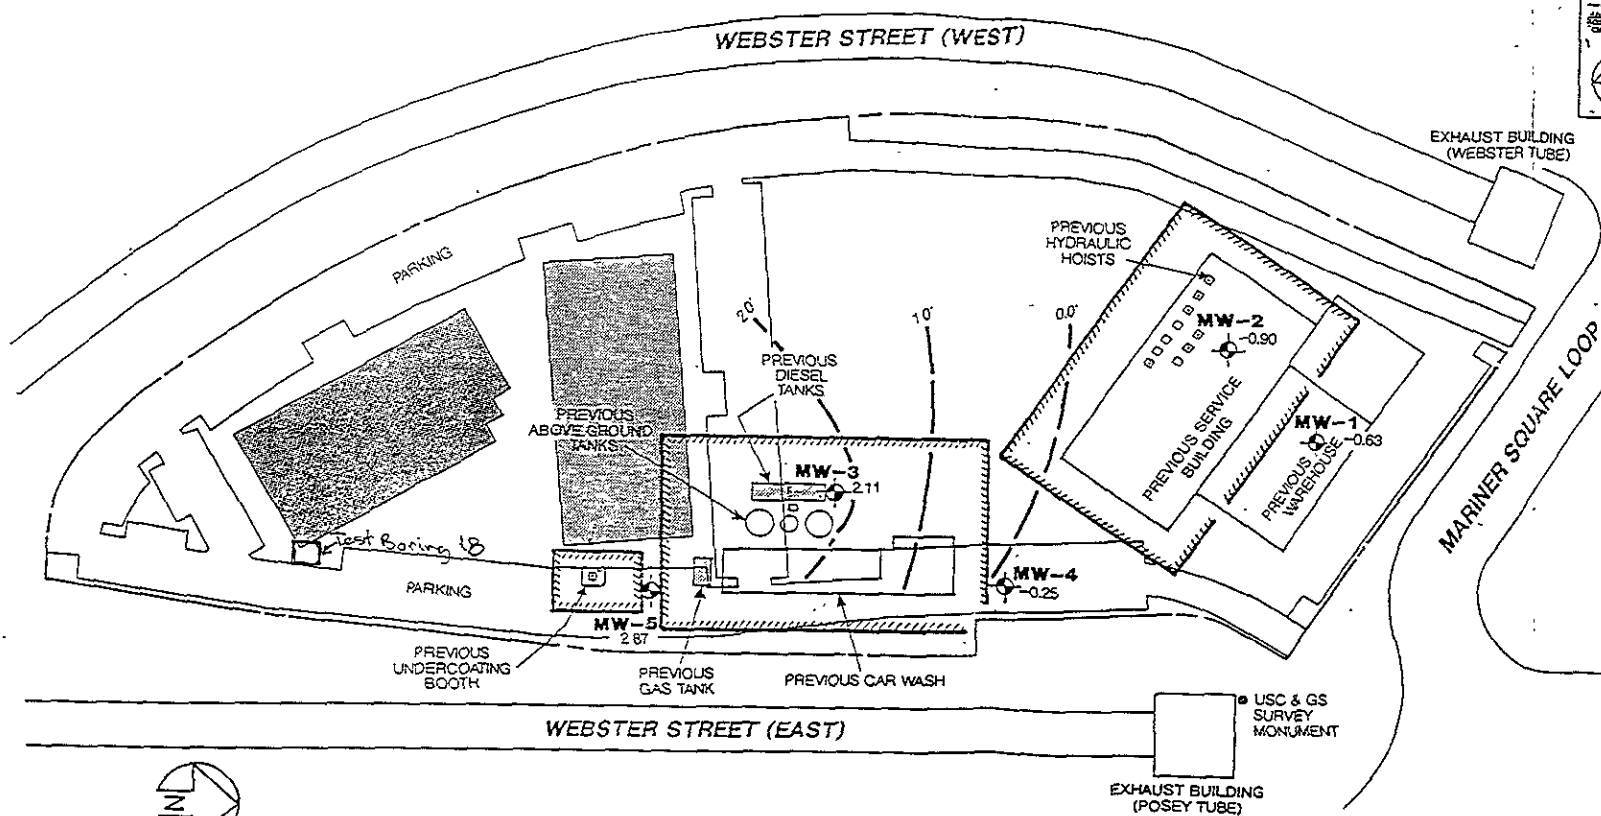 WEBSTER STREET (WEST)
EXHAUST BUILDING
(WEBSTER TUBE)
PREVIOUS
HYDRAULIC
HOISTS
PARKING
2.0'
1.0'
0.0'
MW-2
-0.90
PREVIOUS
DIESEL
TANKS
PREVIOUS
ABOVE GROUND
TANKS
PREVIOUS SERVICE
BUILDING
MW-1
-0.63
PREVIOUS
WAREHOUSE
MARINER SQUARE LOOP
MW-3
2.11
Test Boring 18
PARKING
MW-4
-0.25
MW-5
2.87
PREVIOUS
UNDERCOATING
BOOTH
PREVIOUS
GAS TANK
PREVIOUS CAR WASH
WEBSTER STREET (EAST)
USC & GS
SURVEY
MONUMENT
EXHAUST BUILDING
(POSEY TUBE)
N